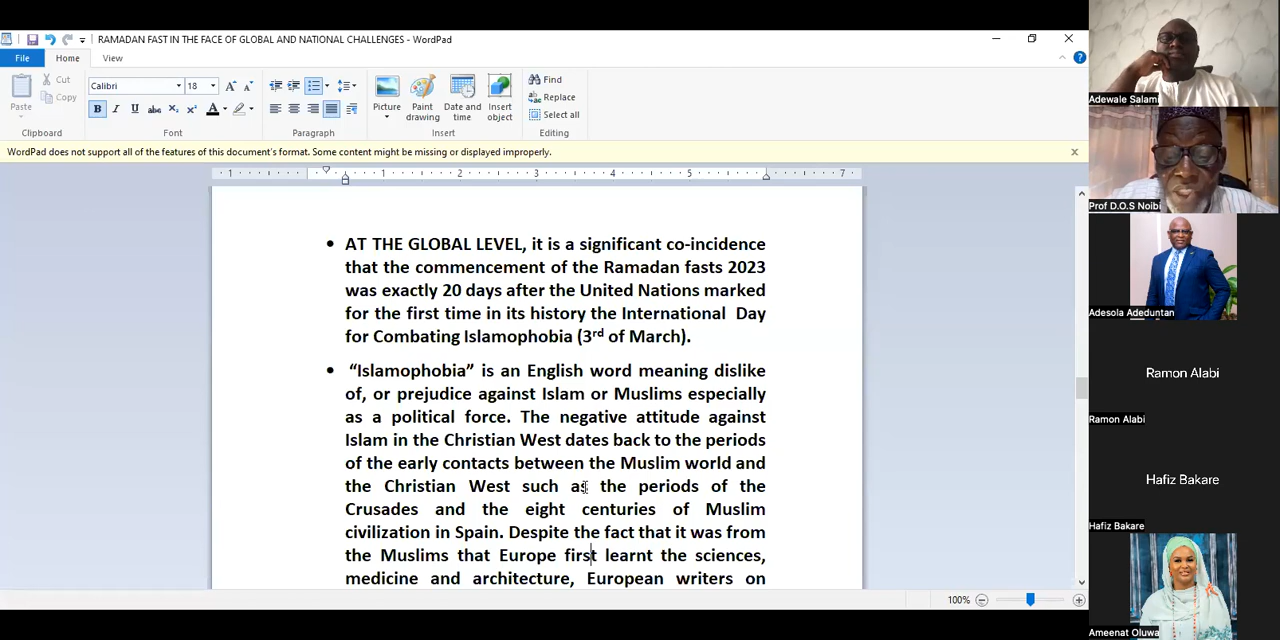 RAMADAN FAST IN THE FACE OF GLOBAL AND NATIONAL CHALLENGES - WordPad
File
Home
View
Paste
Cut
Copy
Clipboard
Calibri
18
Font
Paragraph
Picture
Paint drawing
Date and time
Insert object
Insert
Find
Replace
Select all
Editing
WordPad does not support all of the features of this document's format. Some content might be missing or displayed improperly.
1 1 2 3 4 5 7
• AT THE GLOBAL LEVEL, it is a significant co-incidence
that the commencement of the Ramadan fasts 2023
was exactly 20 days after the United Nations marked
for the first time in its history the International Day
for Combating Islamophobia (3rd of March).
• “Islamophobia” is an English word meaning dislike
of, or prejudice against Islam or Muslims especially
as a political force. The negative attitude against
Islam in the Christian West dates back to the periods
of the early contacts between the Muslim world and
the Christian West such as the periods of the
Crusades and the eight centuries of Muslim
civilization in Spain. Despite the fact that it was from
the Muslims that Europe first learnt the sciences,
medicine and architecture, European writers on
100%
Adewale Salami
Prof D.O.S Noibi
Adesola Adeduntan
Ramon Alabi
Ramon Alabi
Hafiz Bakare
Hafiz Bakare
Ameenat Oluwa